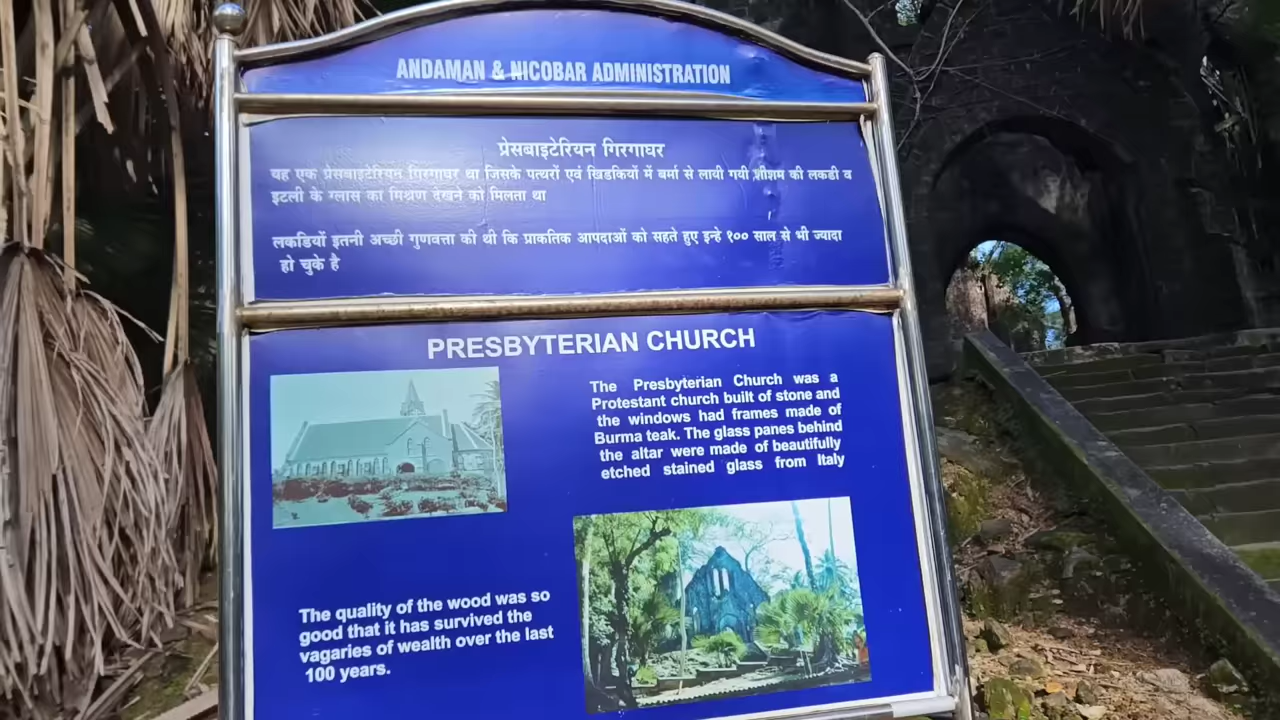 ANDAMAN & NICOBAR ADMINISTRATION
प्रेसबाइटेरियन गिरगाघर
यह एक प्रेसबाइटेरियन गिरगाघर था जिसके पत्थरों एवं खिडकियों में बर्मा से लायी गयी शीशम की लकडी व
इटली के ग्लास का मिश्रण देखने को मिलता था
लकडियों इतनी अच्छी गुणवत्ता की थी कि प्राकतिक आपदाओं को सहते हुए इन्हे १०० साल से भी ज्यादा
हो चुके है
PRESBYTERIAN CHURCH
The Presbyterian Church was a
Protestant church built of stone and
the windows had frames made of
Burma teak. The glass panes behind
the altar were made of beautifully
etched stained glass from Italy
The quality of the wood was so
good that it has survived the
vagaries of wealth over the last
100 years.